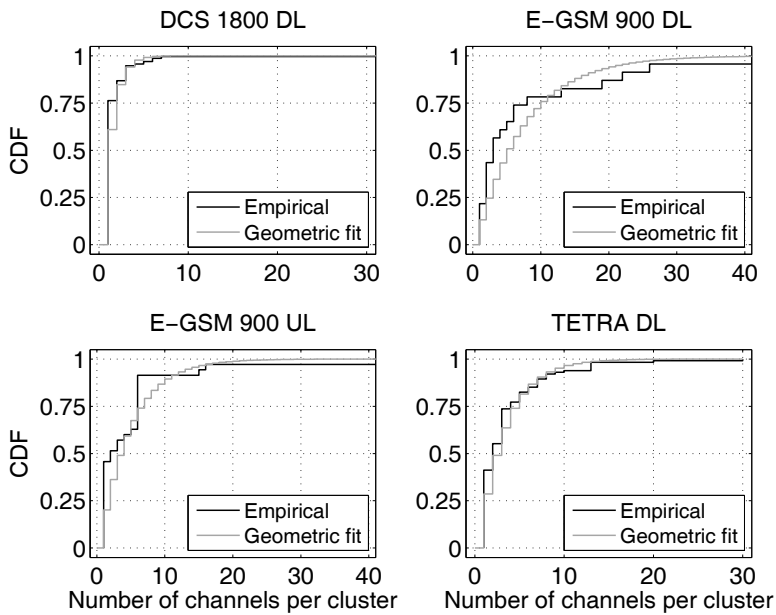 DCS 1800 DL
CDF
1
0.75
0.5
0.25
0
0 10 20 30
Empirical
Geometric fit
E-GSM 900 DL
1
0.75
0.5
0.25
0
0 10 20 30 40
Empirical
Geometric fit
E-GSM 900 UL
CDF
1
0.75
0.5
0.25
0
0 10 20 30 40
Number of channels per cluster
Empirical
Geometric fit
TETRA DL
1
0.75
0.5
0.25
0
0 10 20 30
Number of channels per cluster
Empirical
Geometric fit